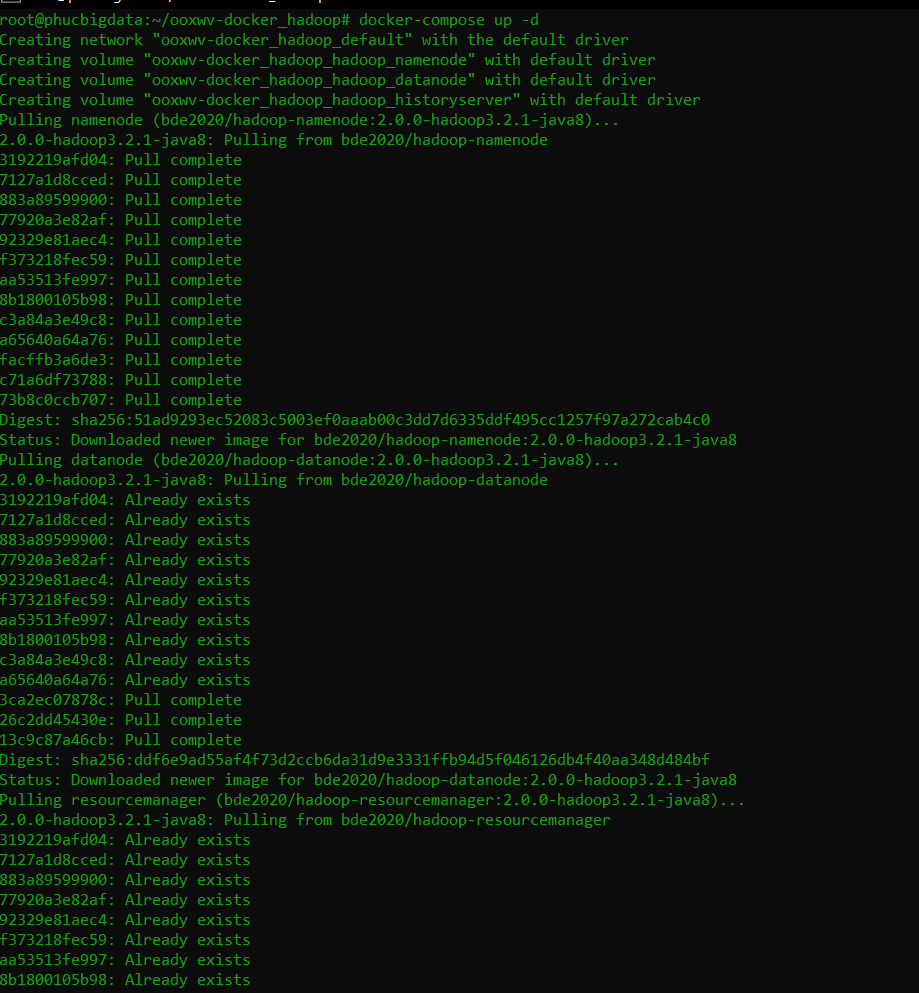 root@phucbigdata:~/ooxwv-docker_hadoop# docker-compose up -d
Creating network "ooxwv-docker_hadoop_default" with the default driver
Creating volume "ooxwv-docker_hadoop_hadoop_namenode" with default driver
Creating volume "ooxwv-docker_hadoop_hadoop_datanode" with default driver
Creating volume "ooxwv-docker_hadoop_hadoop_historyserver" with default driver
Pulling namenode (bde2020/hadoop-namenode:2.0.0-hadoop3.2.1-java8)...
2.0.0-hadoop3.2.1-java8: Pulling from bde2020/hadoop-namenode
3192219afd04: Pull complete
7127a1d8cced: Pull complete
883a89599900: Pull complete
77920a3e82af: Pull complete
92329e81aec4: Pull complete
f373218fec59: Pull complete
aa53513fe997: Pull complete
8b1800105b98: Pull complete
c3a84a3e49c8: Pull complete
a65640a64a76: Pull complete
facffb3a6de3: Pull complete
c71a6df73788: Pull complete
73b8c0ccb707: Pull complete
Digest: sha256:51ad9293ec52083c5003ef0aaab00c3dd7d6335ddf495cc1257f97a272cab4c0
Status: Downloaded newer image for bde2020/hadoop-namenode:2.0.0-hadoop3.2.1-java8
Pulling datanode (bde2020/hadoop-datanode:2.0.0-hadoop3.2.1-java8)...
2.0.0-hadoop3.2.1-java8: Pulling from bde2020/hadoop-datanode
3192219afd04: Already exists
7127a1d8cced: Already exists
883a89599900: Already exists
77920a3e82af: Already exists
92329e81aec4: Already exists
f373218fec59: Already exists
aa53513fe997: Already exists
8b1800105b98: Already exists
c3a84a3e49c8: Already exists
a65640a64a76: Already exists
3ca2ec07878c: Pull complete
26c2dd45430e: Pull complete
13c9c87a46cb: Pull complete
Digest: sha256:ddf6e9ad55af4f73d2ccb6da31d9e3331ffb94d5f046126db4f40aa348d484bf
Status: Downloaded newer image for bde2020/hadoop-datanode:2.0.0-hadoop3.2.1-java8
Pulling resourcemanager (bde2020/hadoop-resourcemanager:2.0.0-hadoop3.2.1-java8)...
2.0.0-hadoop3.2.1-java8: Pulling from bde2020/hadoop-resourcemanager
3192219afd04: Already exists
7127a1d8cced: Already exists
883a89599900: Already exists
77920a3e82af: Already exists
92329e81aec4: Already exists
f373218fec59: Already exists
aa53513fe997: Already exists
8b1800105b98: Already exists